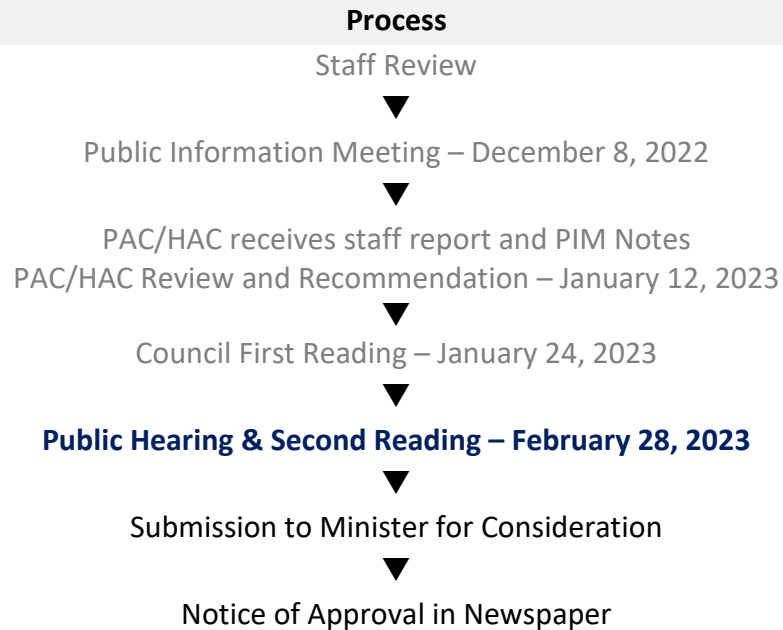 Process
Staff Review
Public Information Meeting – December 8, 2022
PAC/HAC receives staff report and PIM Notes
PAC/HAC Review and Recommendation – January 12, 2023
Council First Reading – January 24, 2023
Public Hearing & Second Reading – February 28, 2023
Submission to Minister for Consideration
Notice of Approval in Newspaper